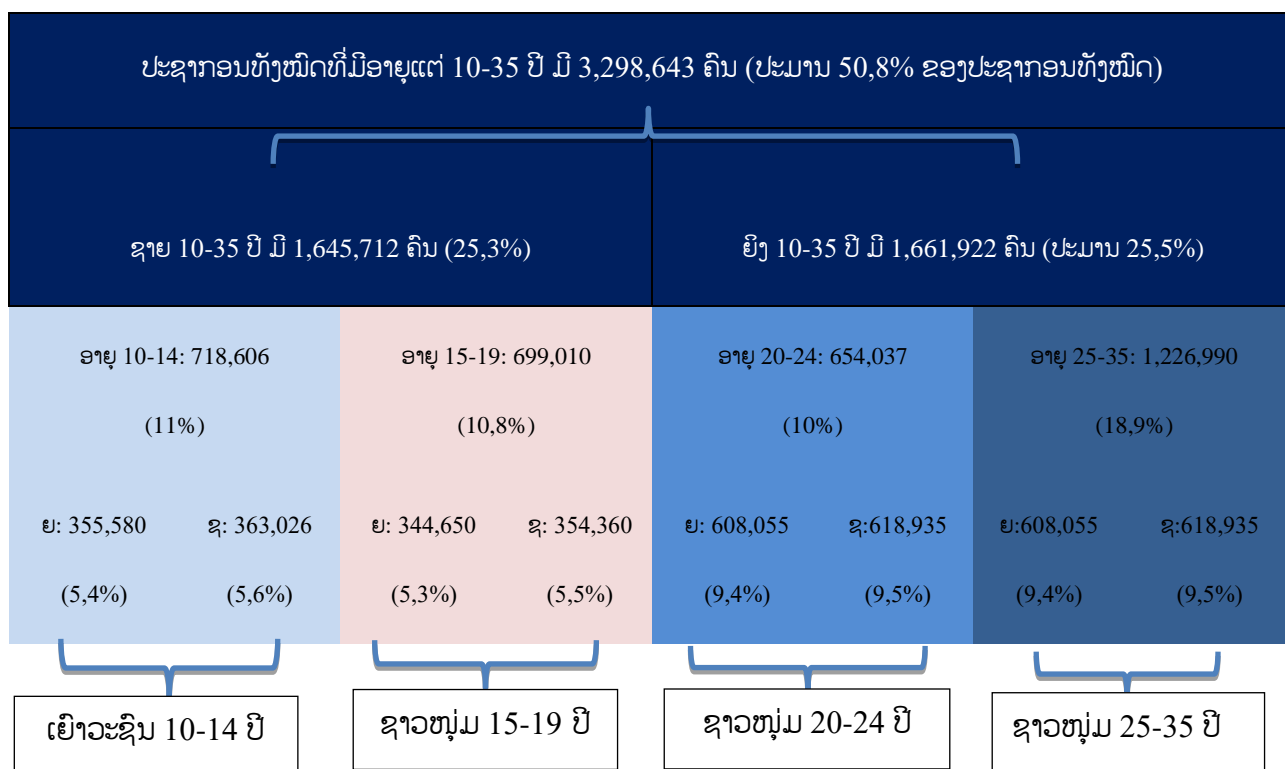 ປະຊາກອນທັງໝົດທີ່ມີອາຍຸແຕ່ 10-35 ປີ ມີ 3,298,643 ຄົນ (ປະມານ 50,8% ຂອງປະຊາກອນທັງໝົດ)
ຊາຍ 10-35 ປີ ມີ 1,645,712 ຄົນ (25,3%)
ຍິງ 10-35 ປີ ມີ 1,661,922 ຄົນ (ປະມານ 25,5%)
ອາຍຸ 10-14: 718,606
(11%)
ຍ: 355,580 ຊ: 363,026
(5,4%) (5,6%)
ອາຍຸ 15-19: 699,010
(10,8%)
ຍ: 344,650 ຊ: 354,360
(5,3%) (5,5%)
ອາຍຸ 20-24: 654,037
(10%)
ຍ: 608,055 ຊ:618,935
(9,4%) (9,5%)
ອາຍຸ 25-35: 1,226,990
(18,9%)
ຍ:608,055 ຊ:618,935
(9,4%) (9,5%)
ເຍົາວະຊົນ 10-14 ປີ
ຊາວໜຸ່ມ 15-19 ປີ
ຊາວໜຸ່ມ 20-24 ປີ
ຊາວໜຸ່ມ 25-35 ປີ